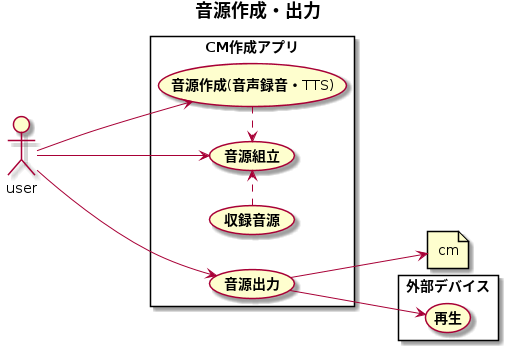 音源作成・出力
CM作成アプリ
音源作成(音声録音・TTS)
音源組立
user
収録音源
cm
音源出力
外部デバイス
再生